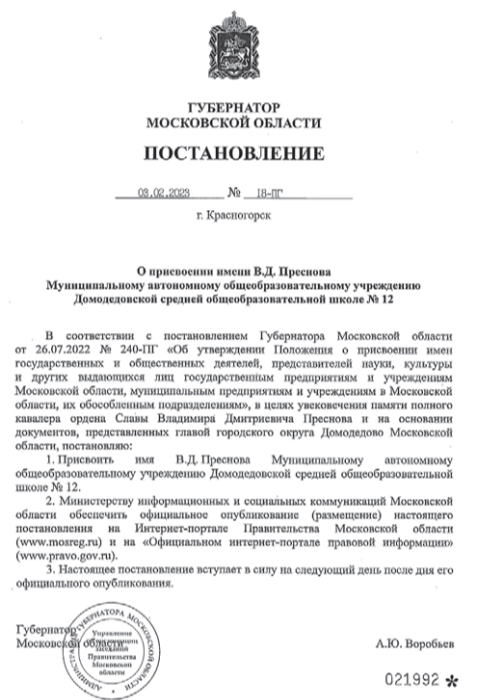 ГУБЕРНАТОР
МОСКОВСКОЙ ОБЛАСТИ
ПОСТАНОВЛЕНИЕ
03.02.2023 № 18-ПГ
г. Красногорск
О присвоении имени В.Д. Преснова
Муниципальному автономному общеобразовательному учреждению
Домодедовской средней общеобразовательной школе № 12
В соответствии с постановлением Губернатора Московской области
от 26.07.2022 № 240-ПГ «Об утверждении Положения о присвоении имен
государственных и общественных деятелей, представителей науки, культуры
и других выдающихся лиц государственным предприятиям и учреждениям
Московской области, муниципальным предприятиям и учреждениям в Московской
области, их обособленным подразделениям», в целях увековечения памяти полного
кавалера ордена Славы Владимира Дмитриевича Преснова и на основании
документов, представленных главой городского округа Домодедово Московской
области, постановляю:
1. Присвоить имя В.Д. Преснова Муниципальному автономному
общеобразовательному учреждению Домодедовской средней общеобразовательной
школе № 12.
2. Министерству информационных и социальных коммуникаций Московской
области обеспечить официальное опубликование (размещение) настоящего
постановления на Интернет-портале Правительства Московской области
(www.mosreg.ru) и на «Официальном интернет-портале правовой информации»
(www.pravo.gov.ru).
3. Настоящее постановление вступает в силу на следующий день после дня его
официального опубликования.
Губернатор
Московской области
А.Ю. Воробьев
Управление
заседаний
Правительства
Московской
области
021992 *